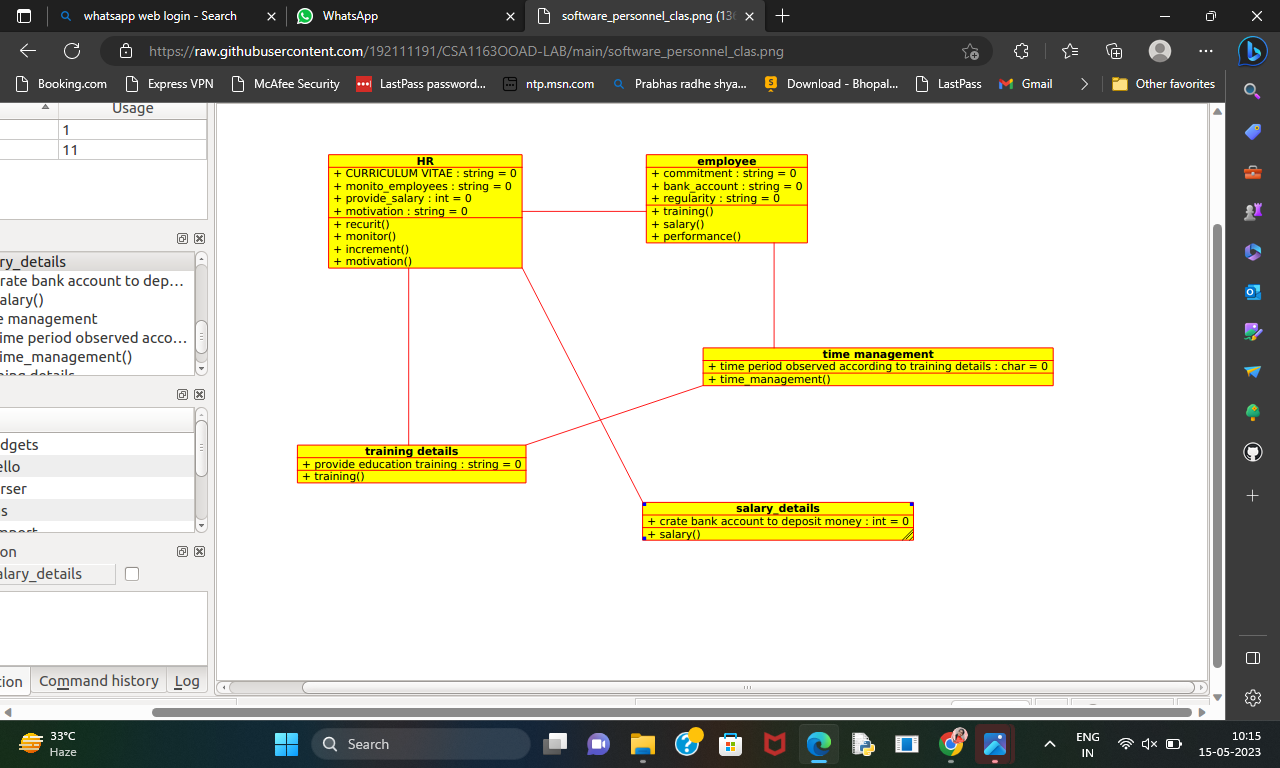 whatsapp web login - Search
WhatsApp
software_personnel_clas.png (136
https://raw.githubusercontent.com/192111191/CSA1163OOAD-LAB/main/software_personnel_clas.png
Booking.com
Express VPN
McAfee Security
LastPass password...
ntp.msn.com
Prabhas radhe shya...
Download - Bhopal...
LastPass
Gmail
Other favorites
Usage
1
11
ry_details
rate bank account to dep...
alary()
e management
ime period observed acco...
ime_management()
dgets
ello
rser
s
on
alary_details
tion
Command history
Log
HR
+ CURRICULUM VITAE : string = 0
+ monito_employees : string = 0
+ provide_salary : int = 0
+ motivation : string = 0
+ recurit()
+ monitor()
+ increment()
+ motivation()
employee
+ commitment : string = 0
+ bank_account : string = 0
+ regularity : string = 0
+ training()
+ salary()
+ performance()
time management
+ time period observed according to training details : char = 0
+ time_management()
training details
+ provide education training : string = 0
+ training()
salary_details
+ crate bank account to deposit money : int = 0
+ salary()
33°C
Haze
Search
ENG
IN
10:15
15-05-2023